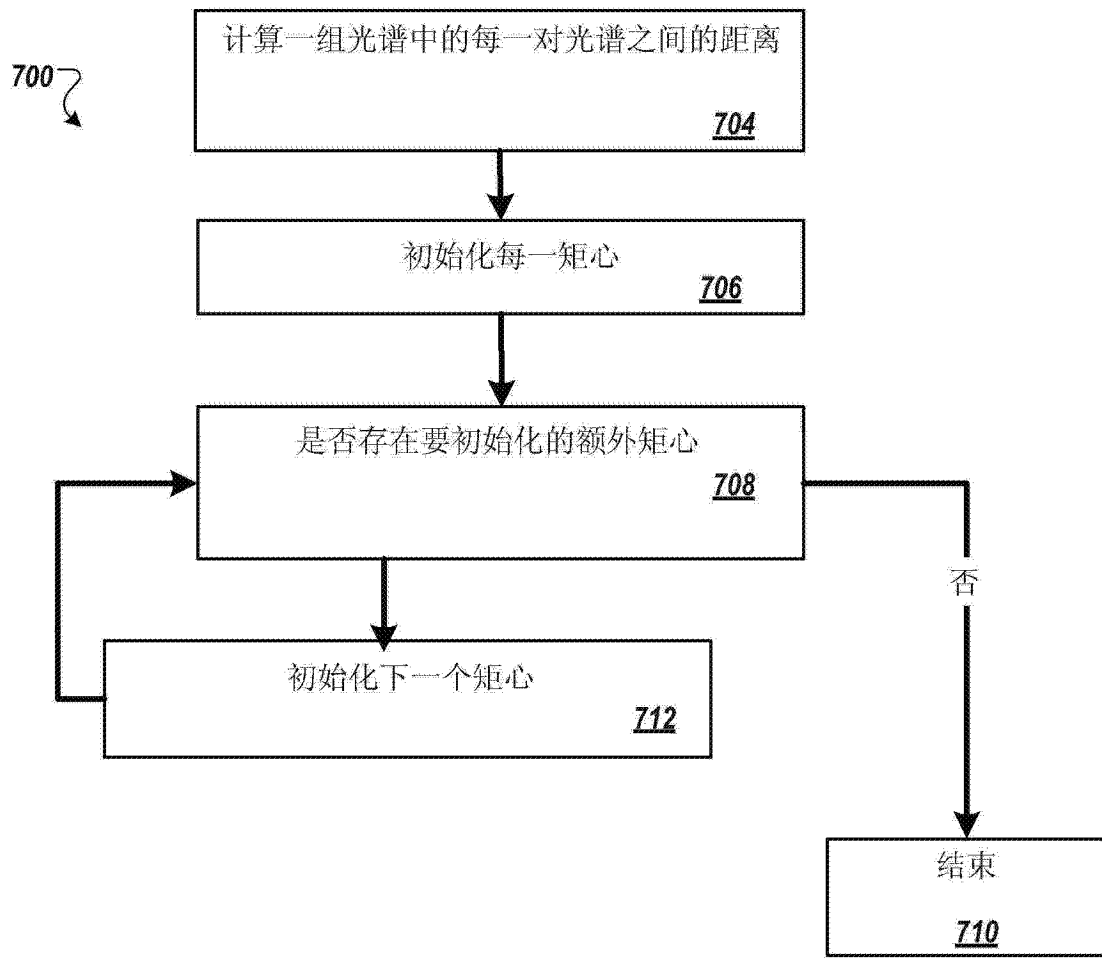 计算一组光谱中的每一对光谱之间的距离
700
704
初始化每一矩心
706
是否存在要初始化的额外矩心
708
否
初始化下一个矩心
712
结束
710